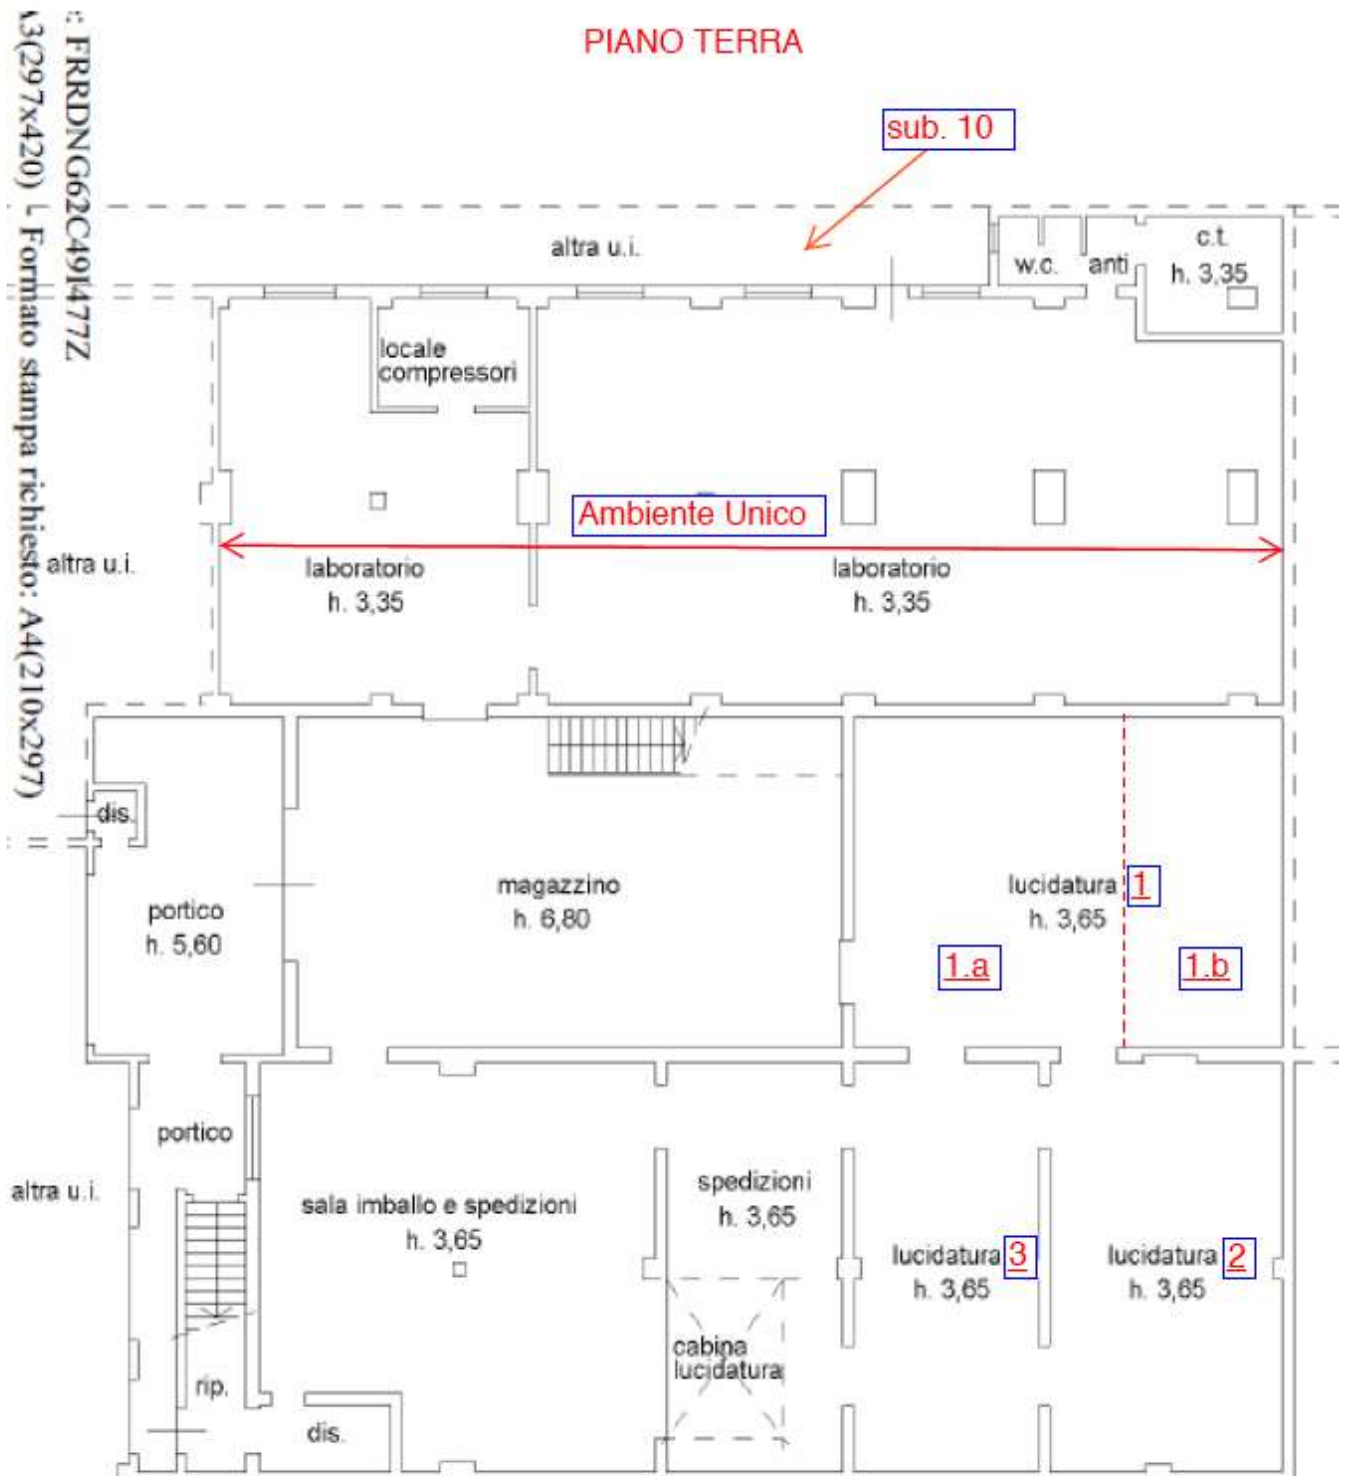 : FRRDNG62C49I477Z
A3(297x420) - Formato stampa richiesto: A4(210x297)
PIANO TERRA
sub. 10
altra u.i.
w.c.
anti
c.t.
h. 3,35
locale
compressori
Ambiente Unico
altra u.i.
laboratorio
h. 3,35
laboratorio
h. 3,35
dis.
portico
h. 5,60
magazzino
h. 6,80
lucidatura 1
h. 3,65
1.a
1.b
portico
altra u.i.
sala imballo e spedizioni
h. 3,65
spedizioni
h. 3,65
lucidatura 3
h. 3,65
lucidatura 2
h. 3,65
cabina
lucidatura
rip.
dis.